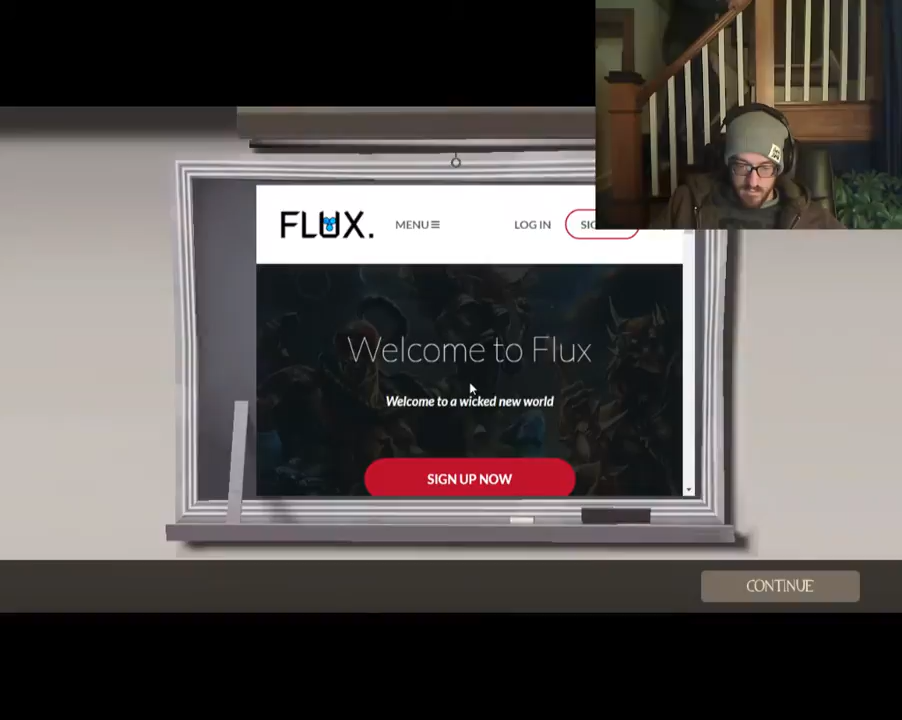 FLUX. MENU LOG IN
Welcome to Flux
Welcome to a wicked new world
SIGN UP NOW
CONTINUE